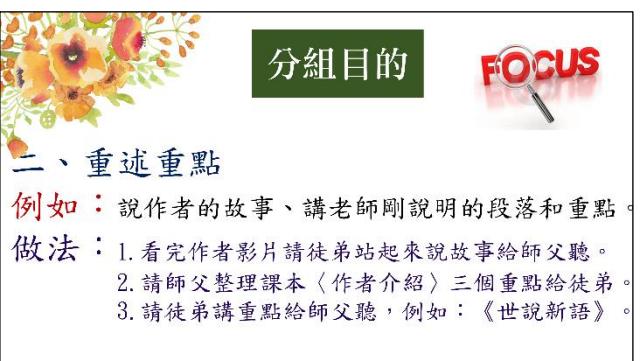 分組目的
FOCUS
二、重述重點
例如：說作者的故事、講老師剛說明的段落和重點。
做法：1.看完作者影片請徒弟站起來說故事給師父聽。
2.請師父整理課本〈作者介紹〉三個重點給徒弟。
3.請徒弟講重點給師父聽，例如：《世說新語》。